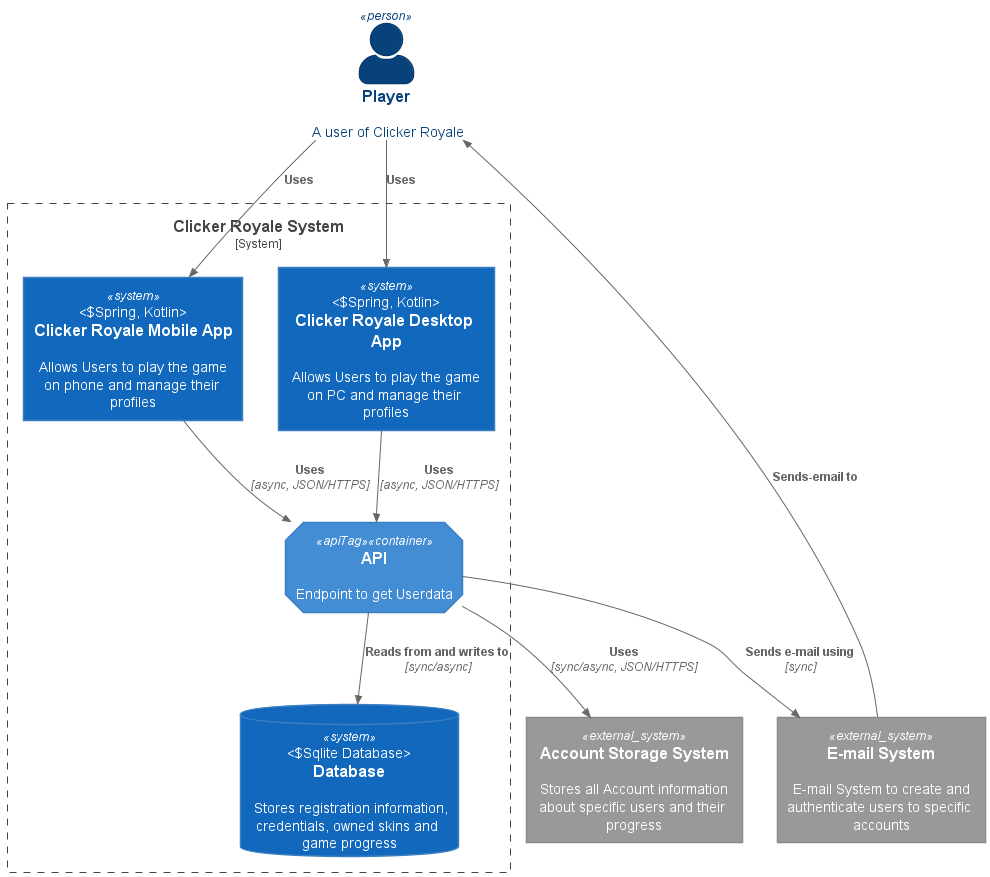 «person»
Player
A user of Clicker Royale
Uses
Uses
Clicker Royale System
[System]
«system»
<$Spring, Kotlin>
Clicker Royale Mobile App
Allows Users to play the game
on phone and manage their
profiles
«system»
<$Spring, Kotlin>
Clicker Royale Desktop
App
Allows Users to play the game
on PC and manage their
profiles
Uses
[async, JSON/HTTPS]
Uses
[async, JSON/HTTPS]
Sends-email to
«apiTag»«container»
API
Endpoint to get Userdata
Reads from and writes to
[sync/async]
Uses
[sync/async, JSON/HTTPS]
Sends e-mail using
[sync]
«system»
<$Sqlite Database>
Database
Stores registration information,
credentials, owned skins and
game progress
«external_system»
Account Storage System
Stores all Account information
about specific users and their
progress
«external_system»
E-mail System
E-mail System to create and
authenticate users to specific
accounts